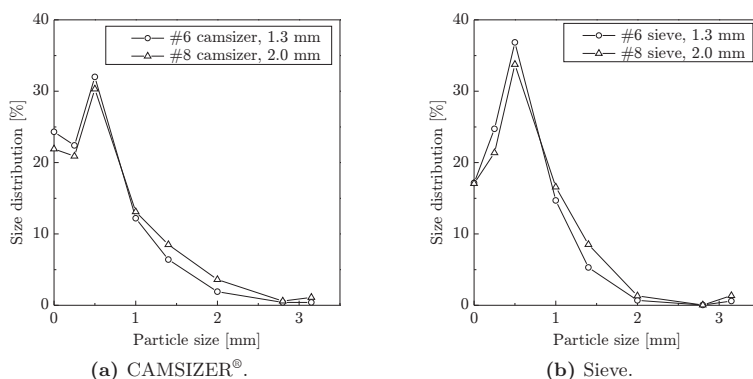 40
30
20
10
0
Size distribution [%]
#6 camsizer, 1.3 mm
#8 camsizer, 2.0 mm
0 1 2 3
Particle size [mm]
(a) CAMSIZER®.
40
30
20
10
0
Size distribution [%]
#6 sieve, 1.3 mm
#8 sieve, 2.0 mm
0 1 2 3
Particle size [mm]
(b) Sieve.